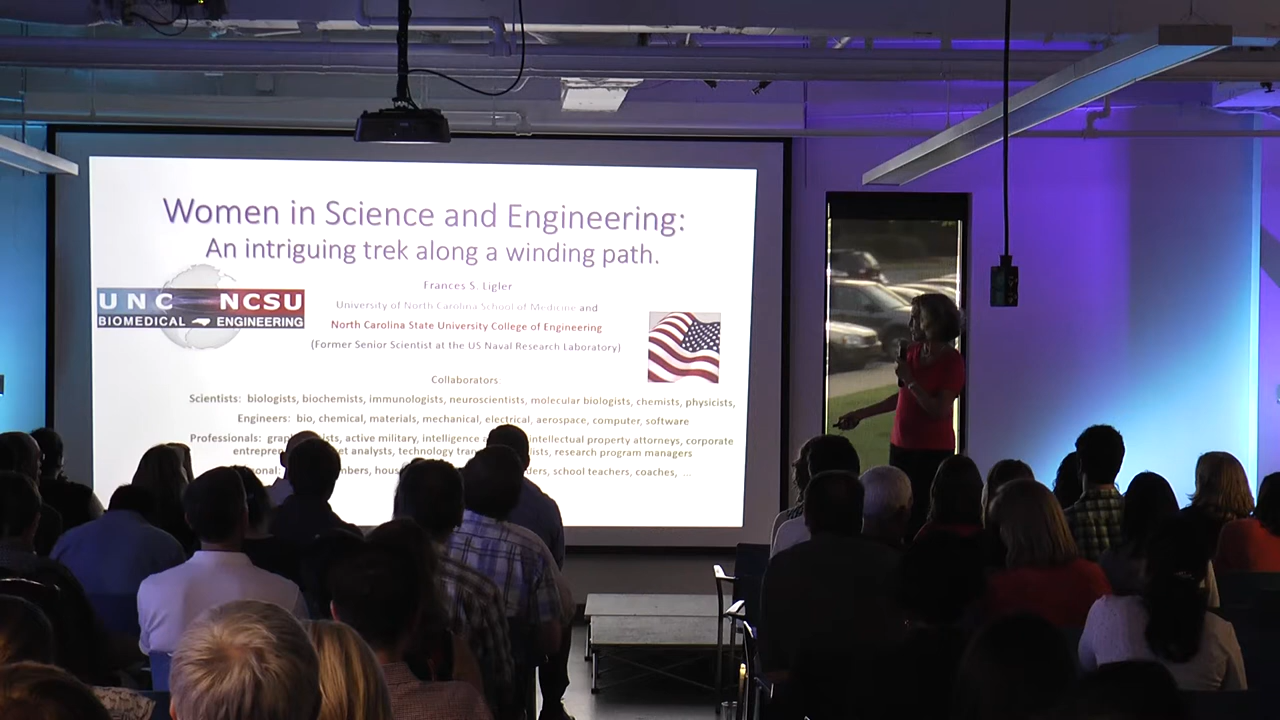 Women in Science and Engineering:
An intriguing trek along a winding path.
Frances S. Ligler
UNC NCSU
BIOMEDICAL ENGINEERING
University of North Carolina School of Medicine and
North Carolina State University College of Engineering
(Former Senior Scientist at the US Naval Research Laboratory)
Collaborators:
Scientists: biologists, biochemists, immunologists, neuroscientists, molecular biologists, chemists, physicists,
Engineers: bio, chemical, materials, mechanical, electrical, aerospace, computer, software
Professionals: active military, intelligence intellectual property attorneys, corporate
analysts, technology research program managers
school teachers, coaches, ...